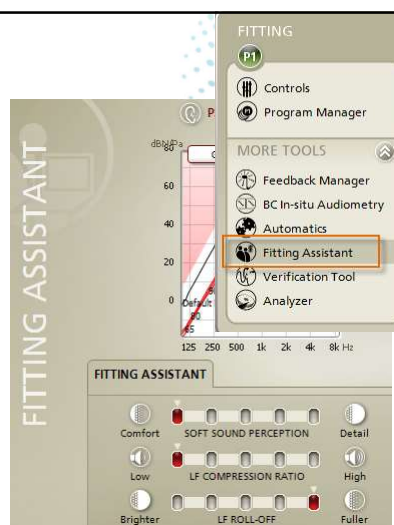 FITTING
P1
Controls
Program Manager
MORE TOOLS
Feedback Manager
BC In-situ Audiometry
Automatics
Fitting Assistant
Verification Tool
Analyzer
FITTING ASSISTANT
P
80
60
40
20
0
Default
125 250 500 1k 2k 4k 8k Hz
FITTING ASSISTANT
Comfort SOFT SOUND PERCEPTION Detail
Low LF COMPRESSION RATIO High
Brighter LF ROLL-OFF Fuller